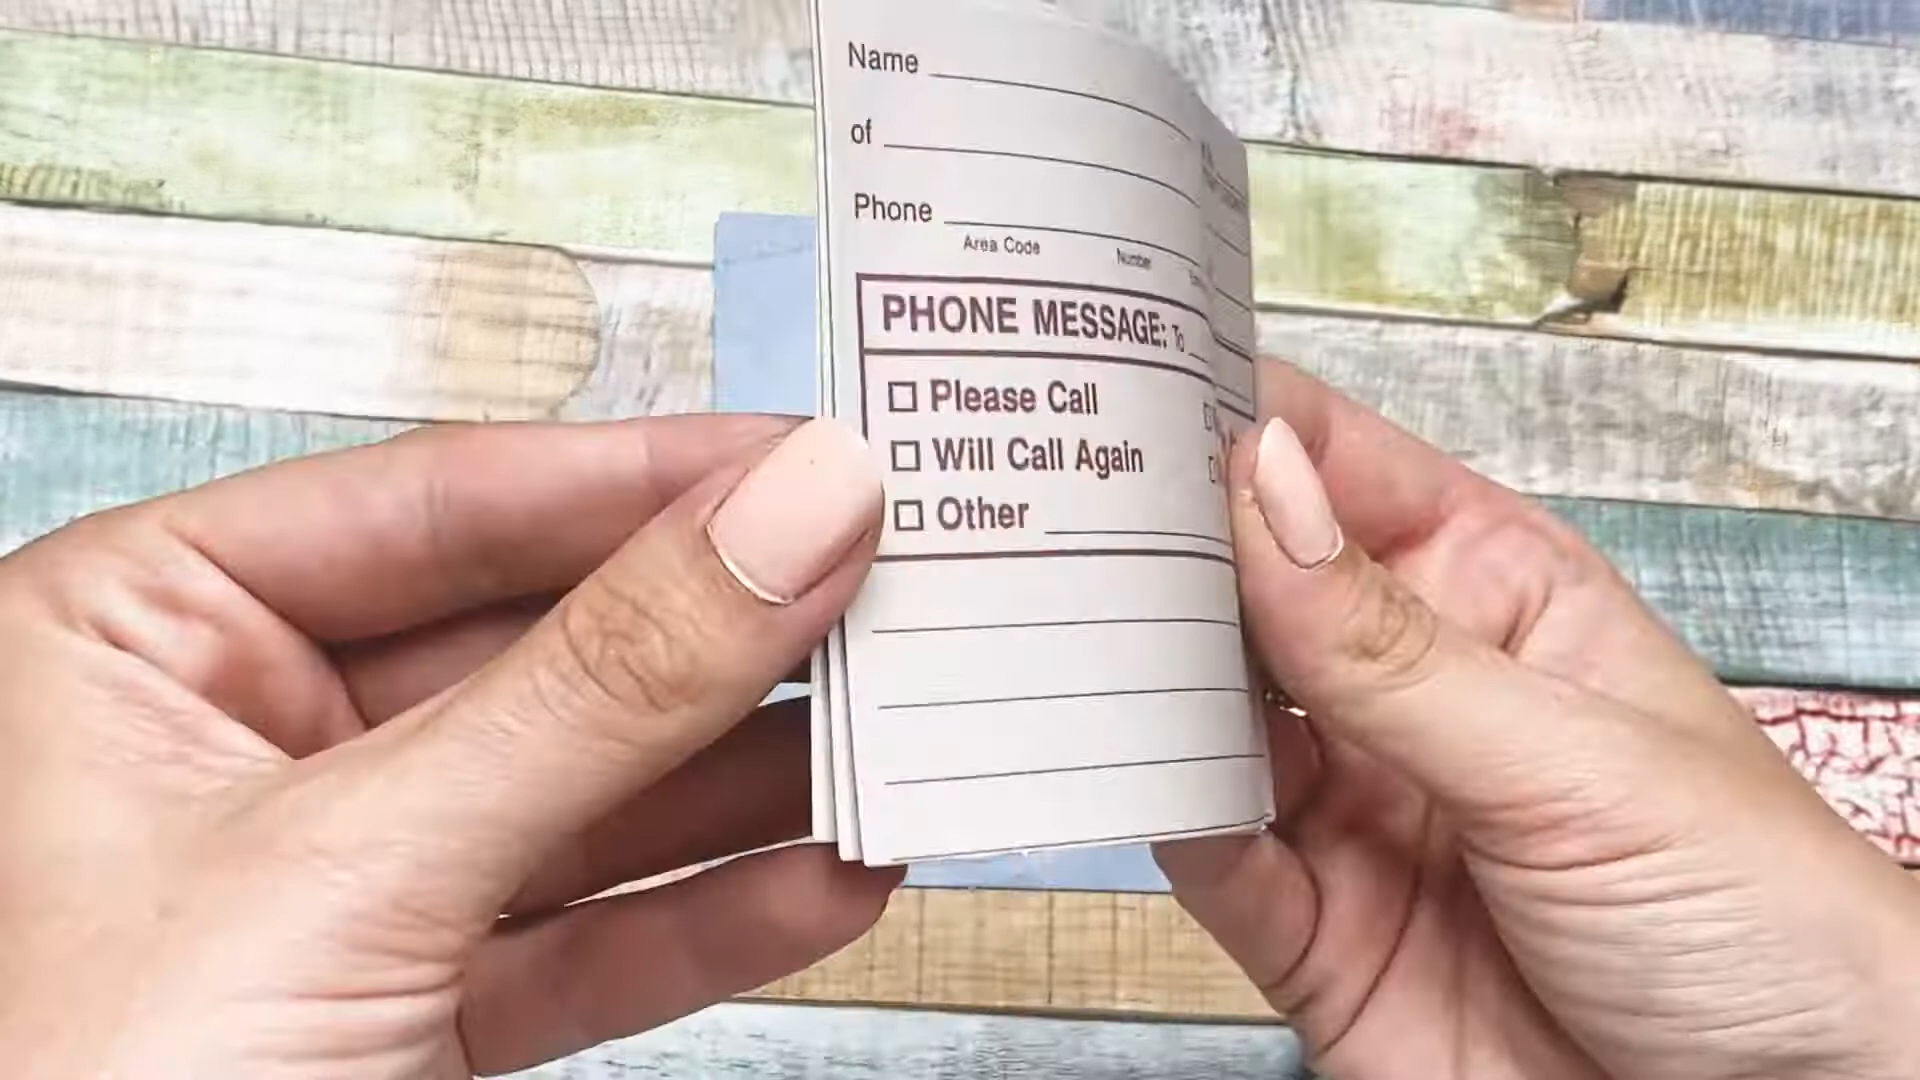 Name
of
Phone
Area Code Number
PHONE MESSAGE: To
Please Call
Will Call Again
Other